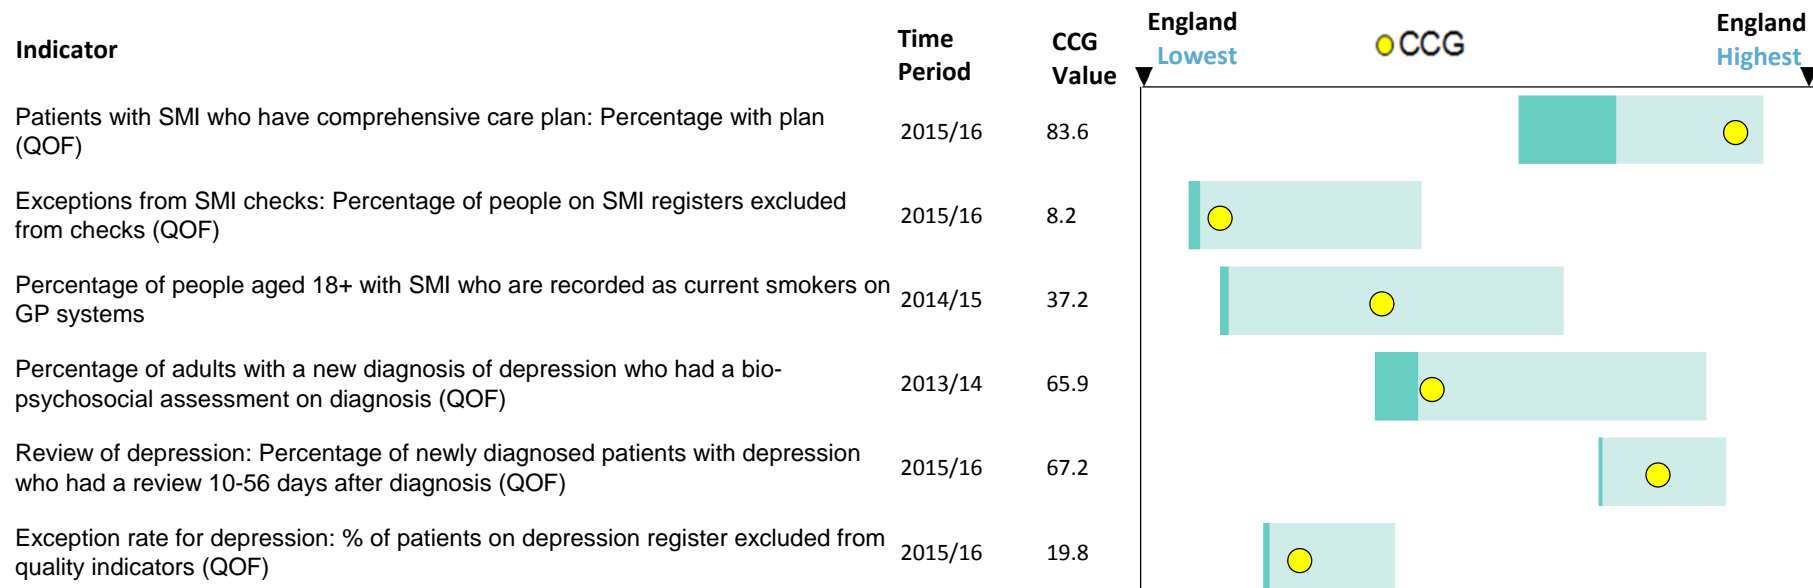 Indicator
Time
Period
CCG
Value
England
Lowest
CCG
England
Highest
Patients with SMI who have comprehensive care plan: Percentage with plan
(QOF)
2015/16
83.6
Exceptions from SMI checks: Percentage of people on SMI registers excluded
from checks (QOF)
2015/16
8.2
Percentage of people aged 18+ with SMI who are recorded as current smokers on
GP systems
2014/15
37.2
Percentage of adults with a new diagnosis of depression who had a bio-
psychosocial assessment on diagnosis (QOF)
2013/14
65.9
Review of depression: Percentage of newly diagnosed patients with depression
who had a review 10-56 days after diagnosis (QOF)
2015/16
67.2
Exception rate for depression: % of patients on depression register excluded from
quality indicators (QOF)
2015/16
19.8